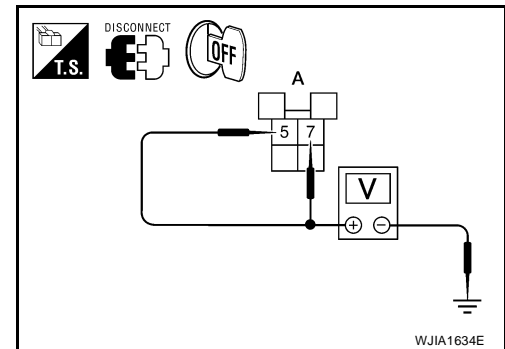 DISCONNECT
T.S.
OFF
A
5 7
V
+ −
WJIA1634E